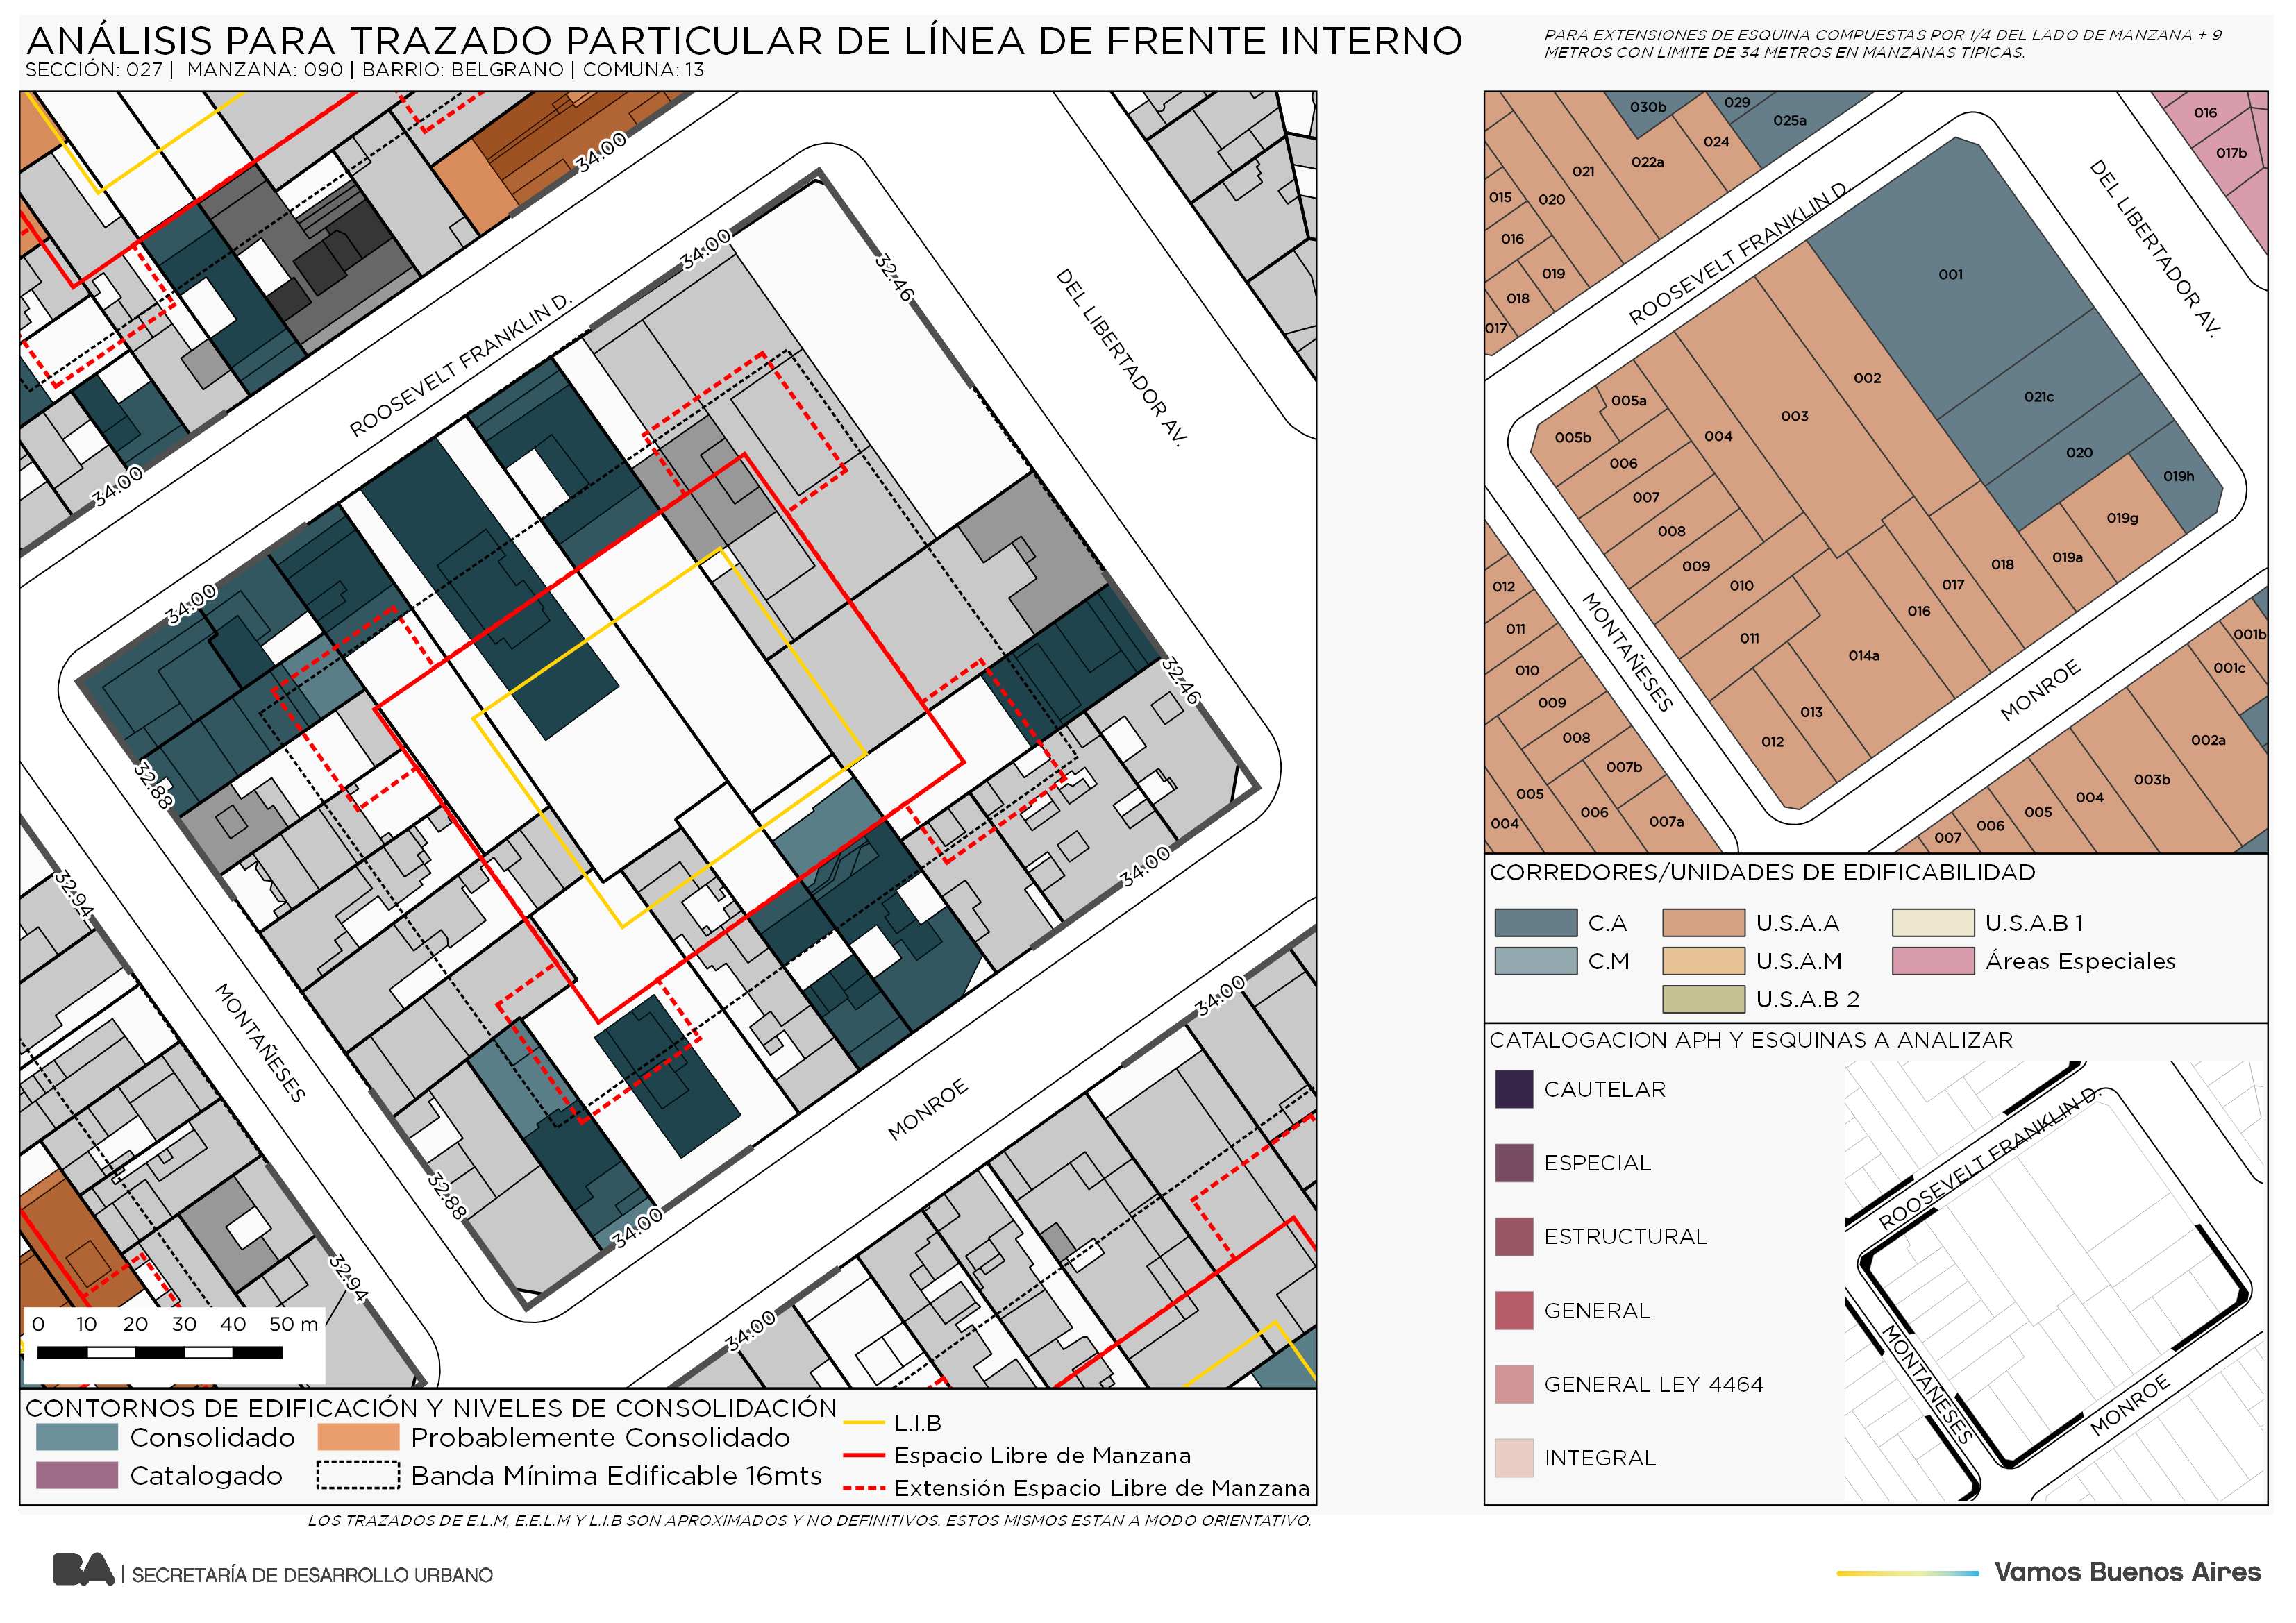 ANÁLISIS PARA TRAZADO PARTICULAR DE LÍNEA DE FRENTE INTERNO
SECCIÓN: 027 | MANZANA: 090 | BARRIO: BELGRANO | COMUNA: 13
PARA EXTENSIONES DE ESQUINA COMPUESTAS POR 1/4 DEL LADO DE MANZANA + 9
METROS CON LIMITE DE 34 METROS EN MANZANAS TIPICAS.
34.00
34.00
32.46
DEL LIBERTADOR AV.
ROOSEVELT FRANKLIN D.
34.00
34.00
32.46
32.88
34.00
32.94
34.00
MONTAÑESES
MONROE
32.88
34.00
32.94
34.00
0 10 20 30 40 50 m
030b
029
025a
016
017b
024
022a
021
020
015
016
019
018
017
ROOSEVELT FRANKLIN D.
DEL LIBERTADOR AV.
001
002
003
004
005a
005b
006
007
008
009
010
011
012
013
014a
016
017
018
019a
019g
019h
020
021c
MONTAÑESES
MONROE
012
011
010
009
008
007b
007a
006
005
004
001b
001c
002a
003b
004
005
006
007
CORREDORES/UNIDADES DE EDIFICABILIDAD
C.A
U.S.A.A
U.S.A.B 1
C.M
U.S.A.M
Áreas Especiales
U.S.A.B 2
CATALOGACION APH Y ESQUINAS A ANALIZAR
CAUTELAR
ESPECIAL
ESTRUCTURAL
GENERAL
GENERAL LEY 4464
INTEGRAL
ROOSEVELT FRANKLIN D.
MONTAÑESES
MONROE
CONTORNOS DE EDIFICACIÓN Y NIVELES DE CONSOLIDACIÓN
Consolidado
Probablemente Consolidado
Catalogado
Banda Mínima Edificable 16mts
L.I.B
Espacio Libre de Manzana
Extensión Espacio Libre de Manzana
LOS TRAZADOS DE E.L.M, E.E.L.M Y L.I.B SON APROXIMADOS Y NO DEFINITIVOS. ESTOS MISMOS ESTAN A MODO ORIENTATIVO.
BA | SECRETARÍA DE DESARROLLO URBANO
Vamos Buenos Aires